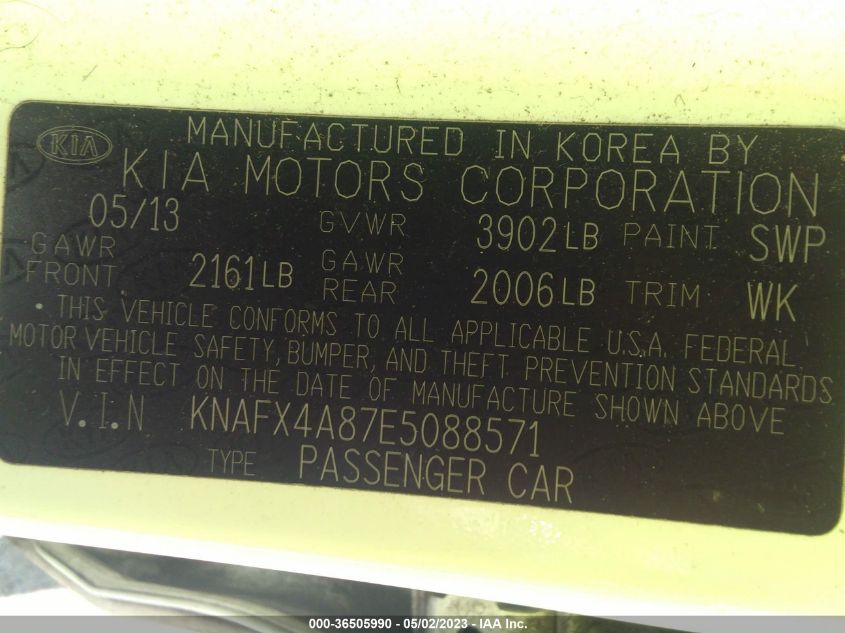 KIA
MANUFACTURED IN KOREA BY
KIA MOTORS CORPORATION
05/13 GVWR 3902LB PAINT SWP
GAWR FRONT 2161LB GAWR REAR 2006LB TRIM WK
• THIS VEHICLE CONFORMS TO ALL APPLICABLE U.S.A. FEDERAL
MOTOR VEHICLE SAFETY, BUMPER, AND THEFT PREVENTION STANDARDS
IN EFFECT ON THE DATE OF MANUFACTURE SHOWN ABOVE
V.I.N KNAFX4A87E5088571
TYPE PASSENGER CAR
000-36505990 - 05/02/2023 - IAA Inc.